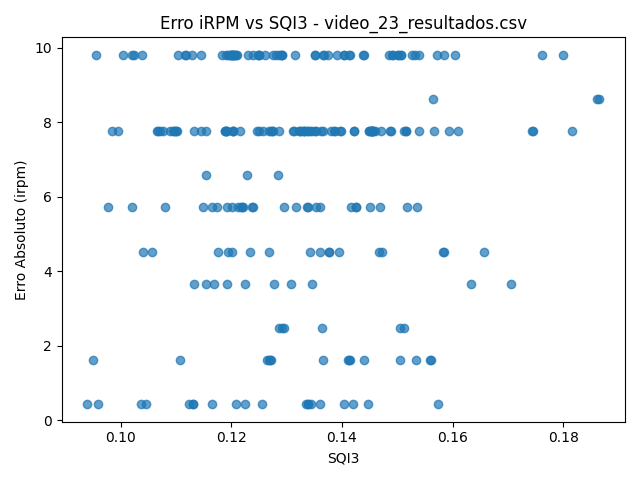 Erro iRPM vs SQI3 - video_23_resultados.csv
Erro Absoluto (irpm)
10
8
6
4
2
0
0.10 0.12 0.14 0.16 0.18
SQI3